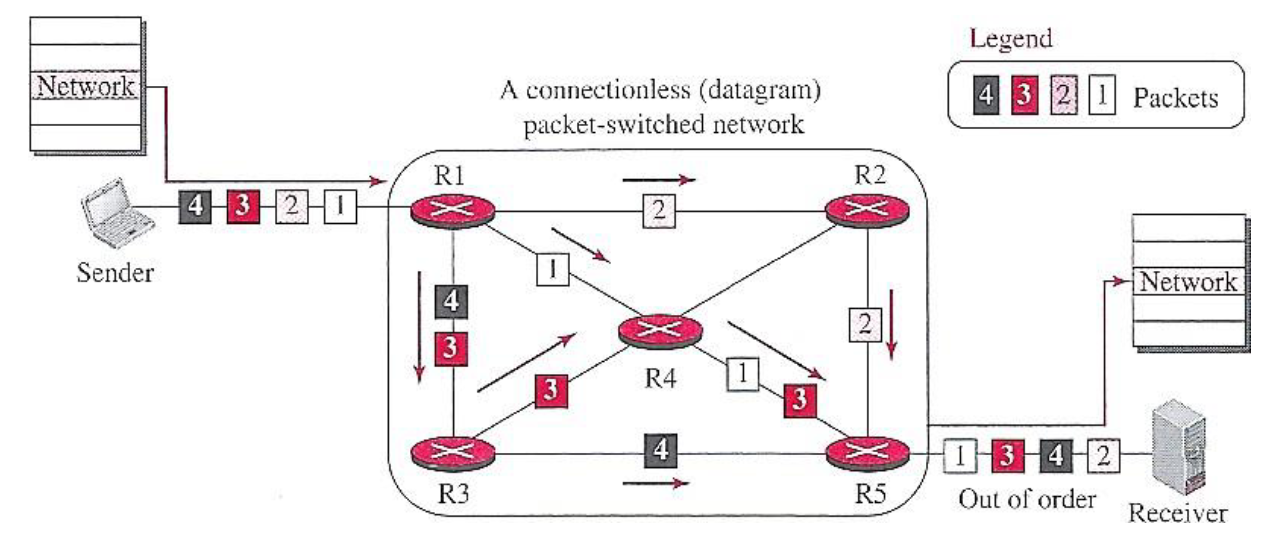 Legend
Network
4 3 2 1 Packets
A connectionless (datagram)
packet-switched network
R1
R2
4 3 2 1
2
Sender
1
4
3
Network
2
R4
1
3
3
4
1 3 4 2
R3
R5
Out of order
Receiver